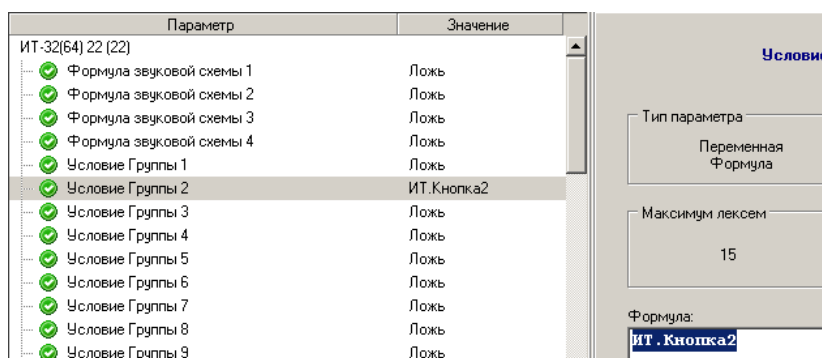 Параметр Значение
ИТ-32(64) 22 (22)
Формула звуковой схемы 1 Ложь
Формула звуковой схемы 2 Ложь
Формула звуковой схемы 3 Ложь
Формула звуковой схемы 4 Ложь
Условие Группы 1 Ложь
Условие Группы 2 ИТ.Кнопка2
Условие Группы 3 Ложь
Условие Группы 4 Ложь
Условие Группы 5 Ложь
Условие Группы 6 Ложь
Условие Группы 7 Ложь
Условие Группы 8 Ложь
Условие Группы 9 Ложь
Услови
Тип параметра
Переменная
Формула
Максимум лексем
15
Формула:
ИТ.Кнопка2